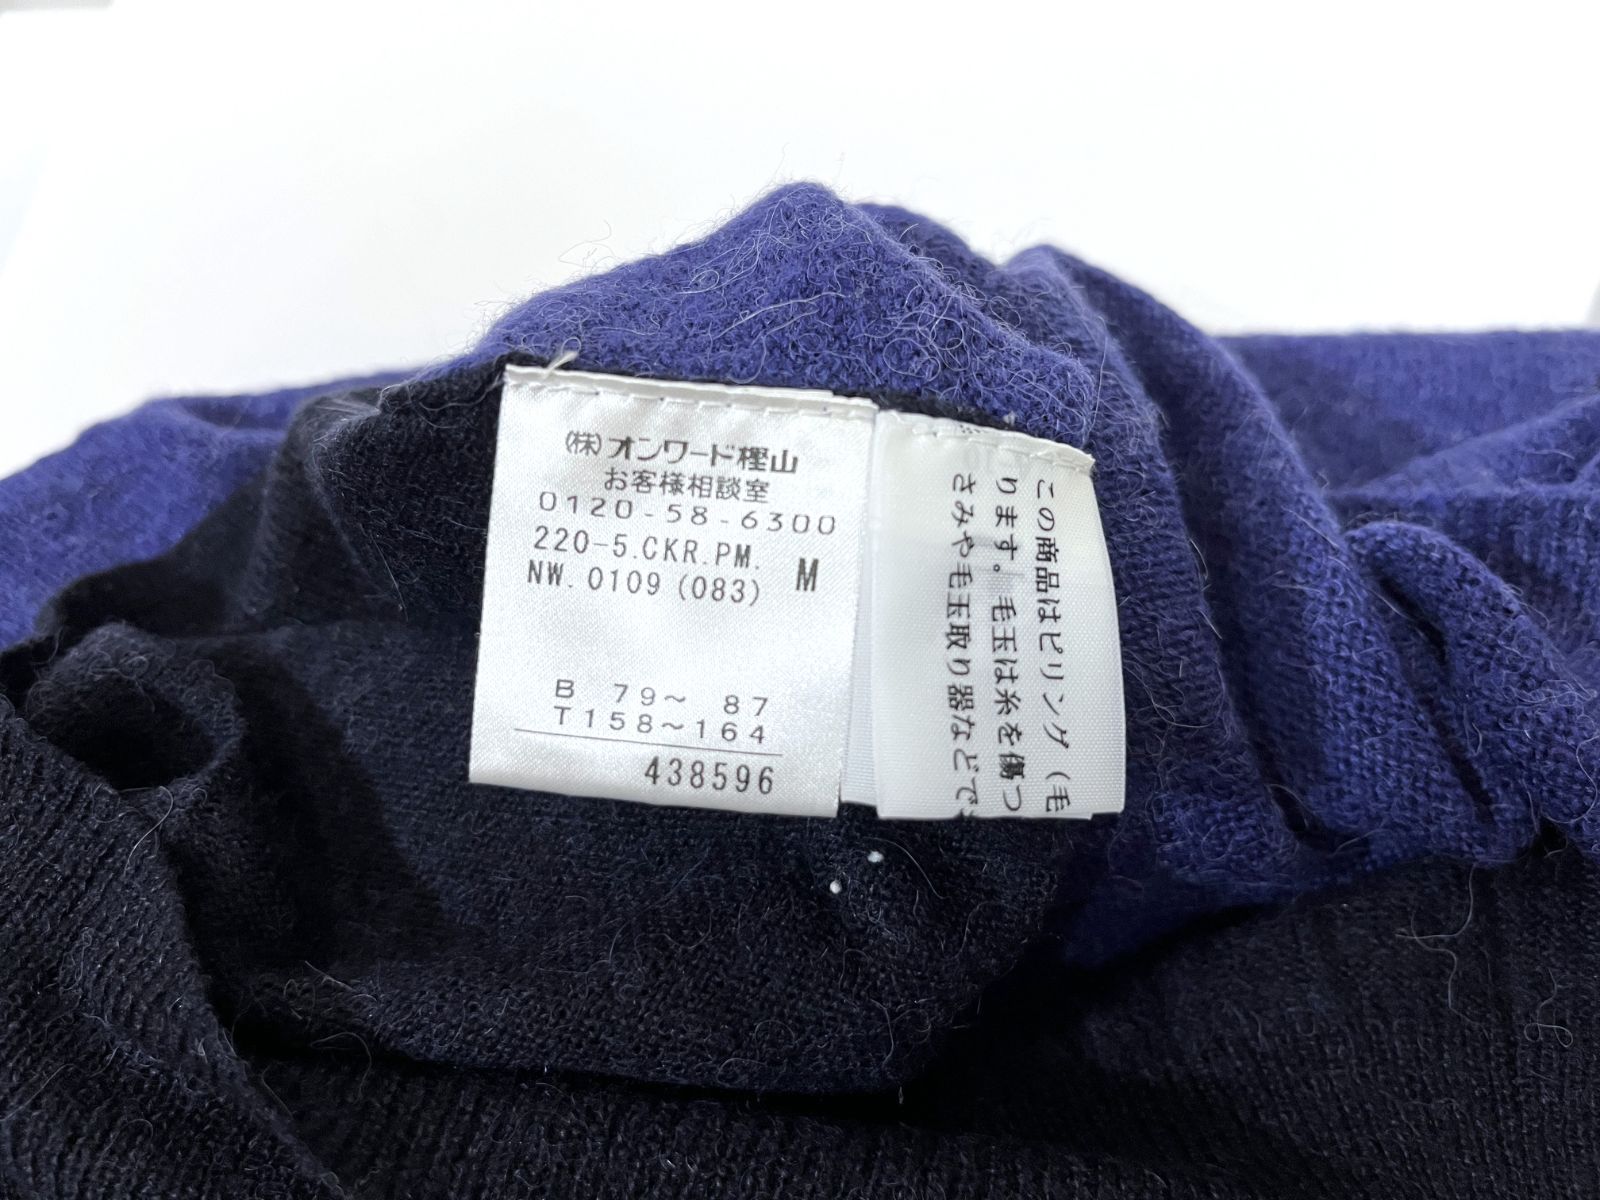 (株)オンワード樫山
お客様相談室
0120-58-6300
220-5.CKR.PM. M
NW. 0109 (083)
B 79~ 87
T158~164
438596
この商品はピリング(毛
ります。毛玉は糸を傷つ
さみや毛玉取り器などで